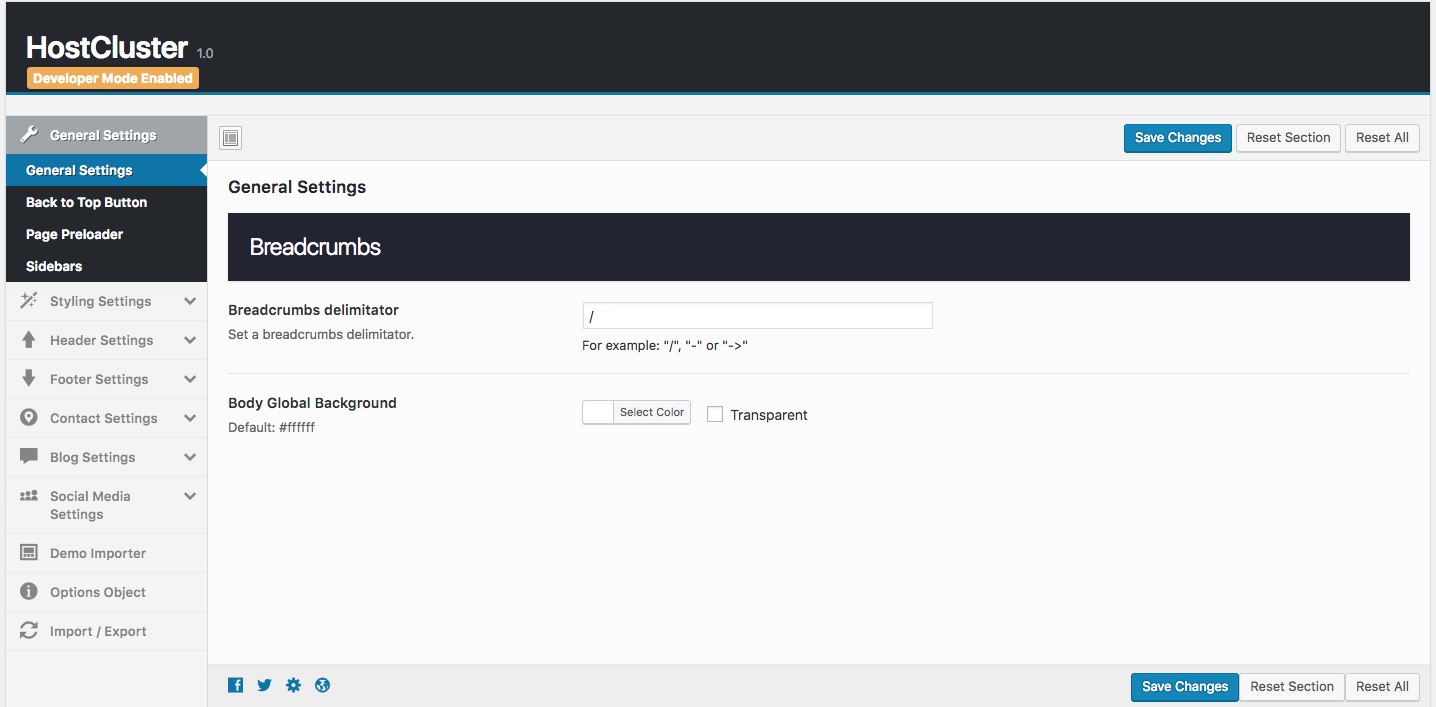 HostCluster 1.0
Developer Mode Enabled
General Settings
General Settings
Back to Top Button
Page Preloader
Sidebars
Styling Settings
Header Settings
Footer Settings
Contact Settings
Blog Settings
Social Media
Settings
Demo Importer
Options Object
Import / Export
Save Changes Reset Section Reset All
General Settings
Breadcrumbs
Breadcrumbs delimitator
Set a breadcrumbs delimitator.
/
For example: "/", "-" or "->"
Body Global Background
Default: #ffffff
Select Color Transparent
Save Changes Reset Section Reset All